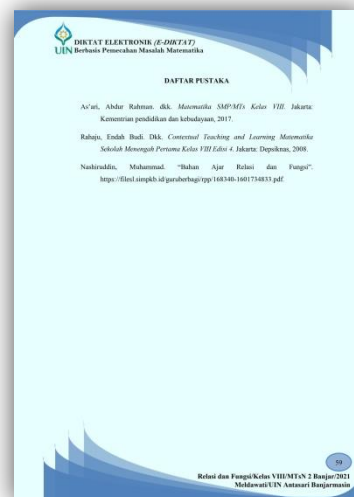 DIKTAT ELEKTRONIK (E-DIKTAT)
UIN Berbasis Pemecahan Masalah Matematika
DAFTAR PUSTAKA
As'ari, Abdur Rahman. dkk. Matematika SMP/MTs Kelas VIII. Jakarta:
Kementrian pendidikan dan kebudayaan, 2017.
Rahaju, Endah Budi. Dkk. Contextual Teaching and Learning Matematika
Sekolah Menengah Pertama Kelas VIII Edisi 4. Jakarta: Depsiknas, 2008.
Nashiruddin, Muhammad. "Bahan Ajar Relasi dan Fungsi".
https://files1.simpkb.id/guruberbagi/rpp/168340-1601734833.pdf.
59
Relasi dan Fungsi/Kelas VIII/MTsN 2 Banjar/2021
Meldawati/UIN Antasari Banjarmasin